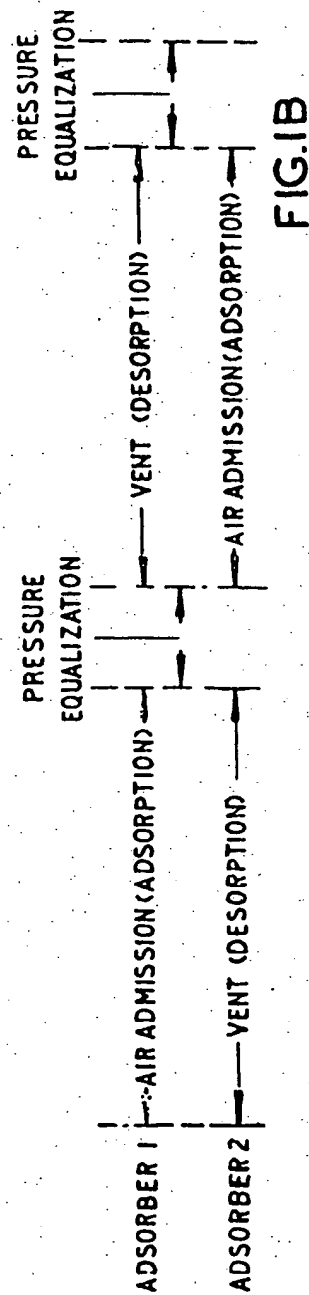 PRESSURE
EQUALIZATION
PRESSURE
EQUALIZATION
ADSORBER 1
AIR ADMISSION(ADSORPTION)
VENT (DESORPTION)
ADSORBER 2
VENT (DESORPTION)
AIR ADMISSION(ADSORPTION)
FIG.1B